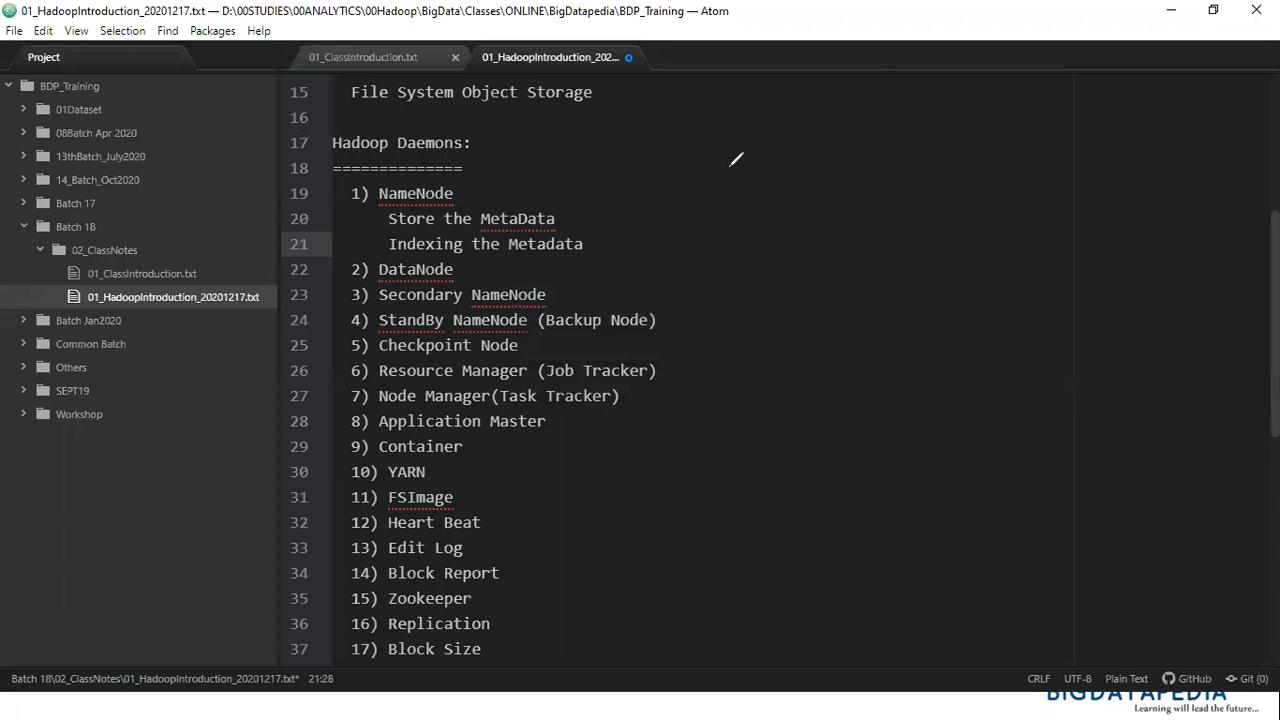 01_HadoopIntroduction_20201217.txt — D:\00STUDIES\00ANALYTICS\00Hadoop\BigData\Classes\ONLINE\BigDatapedia\BDP_Training — Atom
File Edit View Selection Find Packages Help
Project
01_ClassIntroduction.txt
01_HadoopIntroduction_202...
BDP_Training
01Dataset
08Batch Apr 2020
13thBatch_July2020
14_Batch_Oct2020
Batch 17
Batch 18
02_ClassNotes
01_ClassIntroduction.txt
01_HadoopIntroduction_20201217.txt
Batch Jan2020
Common Batch
Others
SEPT19
Workshop
15 File System Object Storage
16
17 Hadoop Daemons:
18 ==============
19 1) NameNode
20 Store the MetaData
21 Indexing the Metadata
22 2) DataNode
23 3) Secondary NameNode
24 4) StandBy NameNode (Backup Node)
25 5) Checkpoint Node
26 6) Resource Manager (Job Tracker)
27 7) Node Manager(Task Tracker)
28 8) Application Master
29 9) Container
30 10) YARN
31 11) FSImage
32 12) Heart Beat
33 13) Edit Log
34 14) Block Report
35 15) Zookeeper
36 16) Replication
37 17) Block Size
Batch 18\02_ClassNotes\01_HadoopIntroduction_20201217.txt* 21:28 CRLF UTF-8 Plain Text GitHub Git (0)
BIGDATAPEDIA
Learning will lead the future...